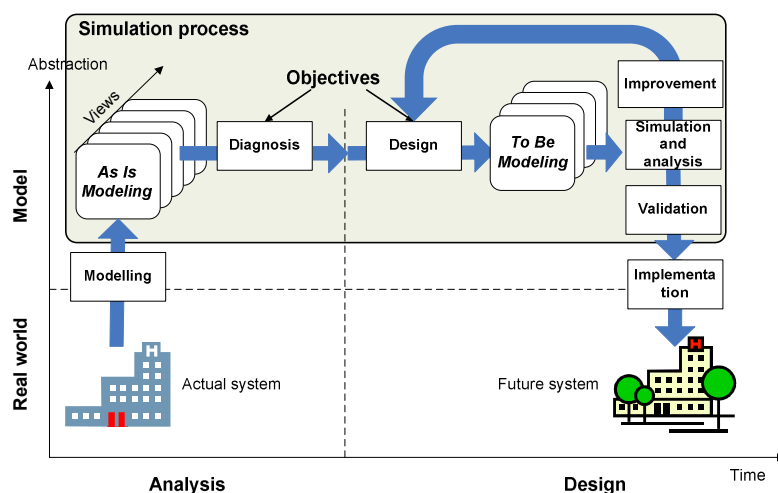 Simulation process
Abstraction
Views
Objectives
Improvement
Diagnosis
Design
As Is
Modeling
To Be
Modeling
Simulation and
analysis
Validation
Model
Modelling
Implementa
tion
Real world
H
Actual system
Future system
H
Analysis
Design
Time